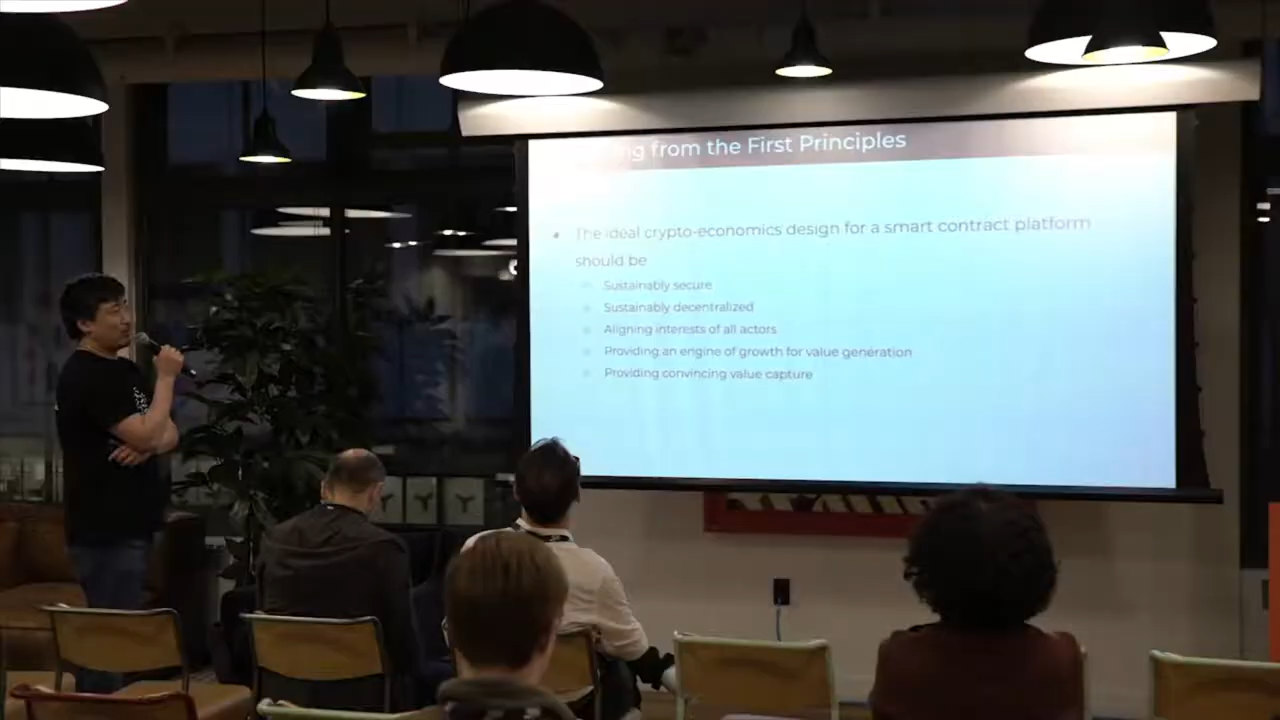 from the First Principles
The ideal crypto-economics design for a smart contract platform
should be
Sustainably secure
Sustainably decentralized
Aligning interests of all actors
Providing an engine of growth for value generation
Providing convincing value capture